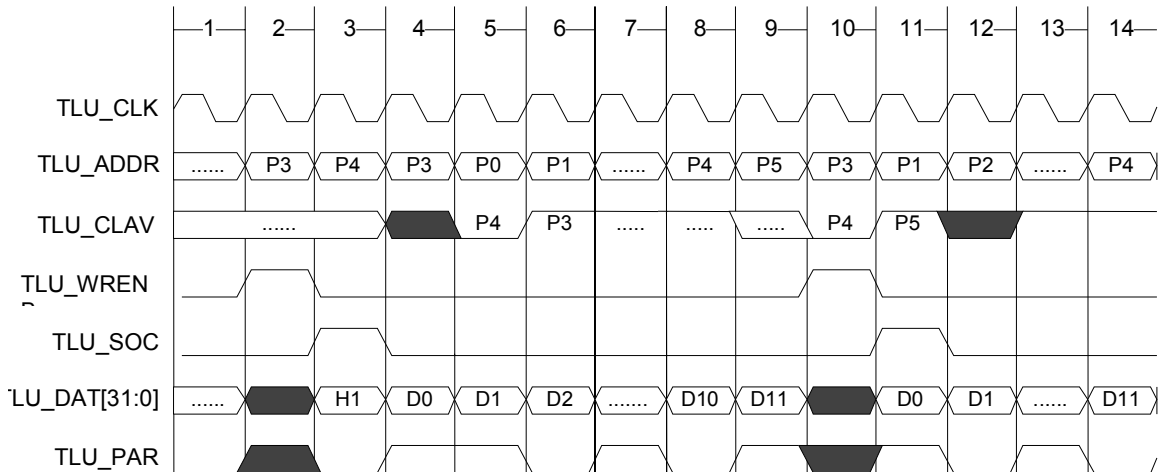 1 2 3 4 5 6 7 8 9 10 11 12 13 14
TLU_CLK
TLU_ADDR ...... P3 P4 P3 P0 P1 ...... P4 P5 P3 P1 P2 ...... P4
TLU_CLAV ...... P4 P3 ..... ..... ..... P4 P5
TLU_WREN
TLU_SOC
LU_DAT[31:0] ...... H1 D0 D1 D2 ....... D10 D11 D0 D1 ...... D11
TLU_PAR